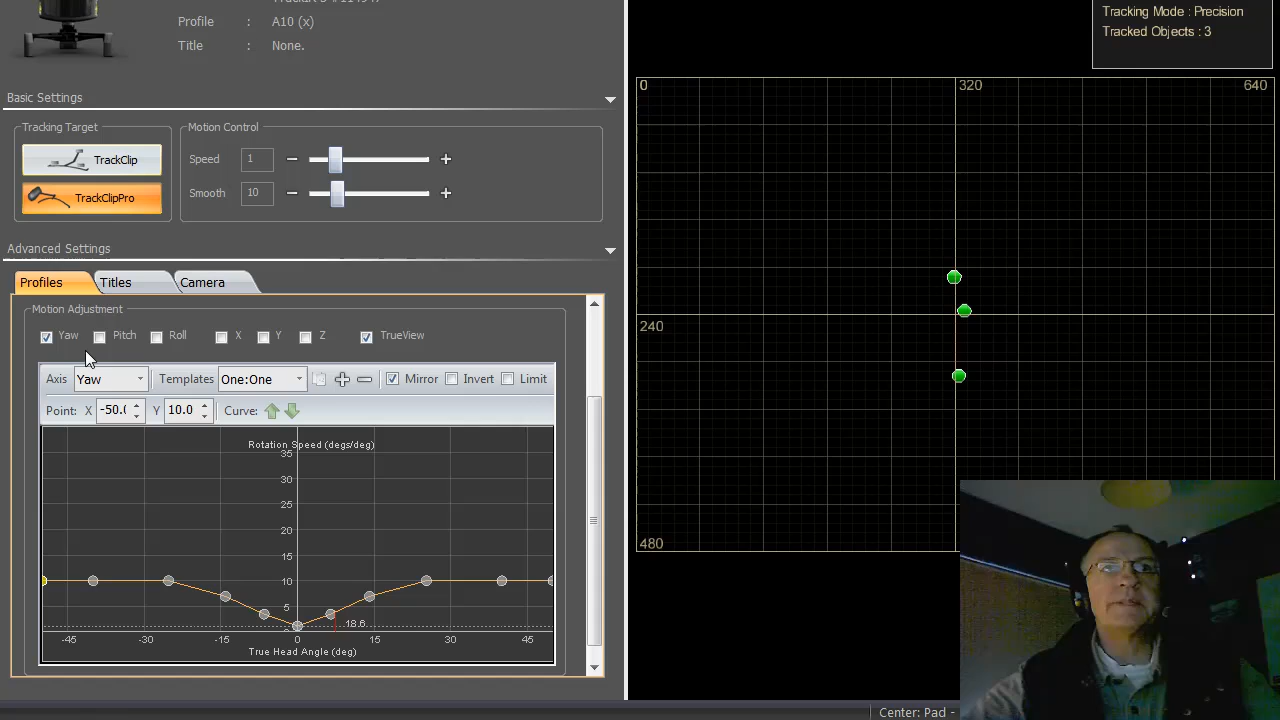 Profile : A10 (x)
Title : None.
Basic Settings
Tracking Target
TrackClip
TrackClipPro
Motion Control
Speed 1 − +
Smooth 10 − +
Advanced Settings
Profiles Titles Camera
Motion Adjustment
Yaw Pitch Roll X Y Z TrueView
Axis Yaw Templates One:One Mirror Invert Limit
Point: X -50.( Y 10.0 Curve:
Rotation Speed (degs/deg)
35
30
25
20
15
10
5
18.6
-45 -30 -15 0 15 30 45
True Head Angle (deg)
Tracking Mode : Precision
Tracked Objects : 3
0 320 640
240
480
Center: Pad -